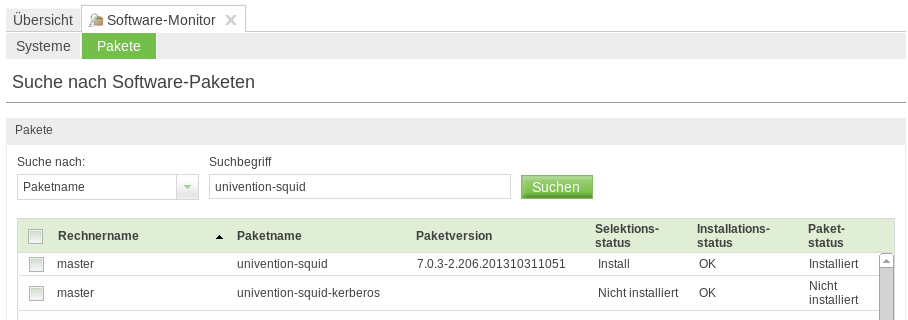 Übersicht Software-Monitor
Systeme Pakete
Suche nach Software-Paketen
Pakete
Suche nach: Suchbegriff
Paketname univention-squid Suchen
Rechnername Paketname Paketversion Selektions-status Installations-status Paket-status
master univention-squid 7.0.3-2.206.201310311051 Install OK Installiert
master univention-squid-kerberos Nicht installiert OK Nicht installiert